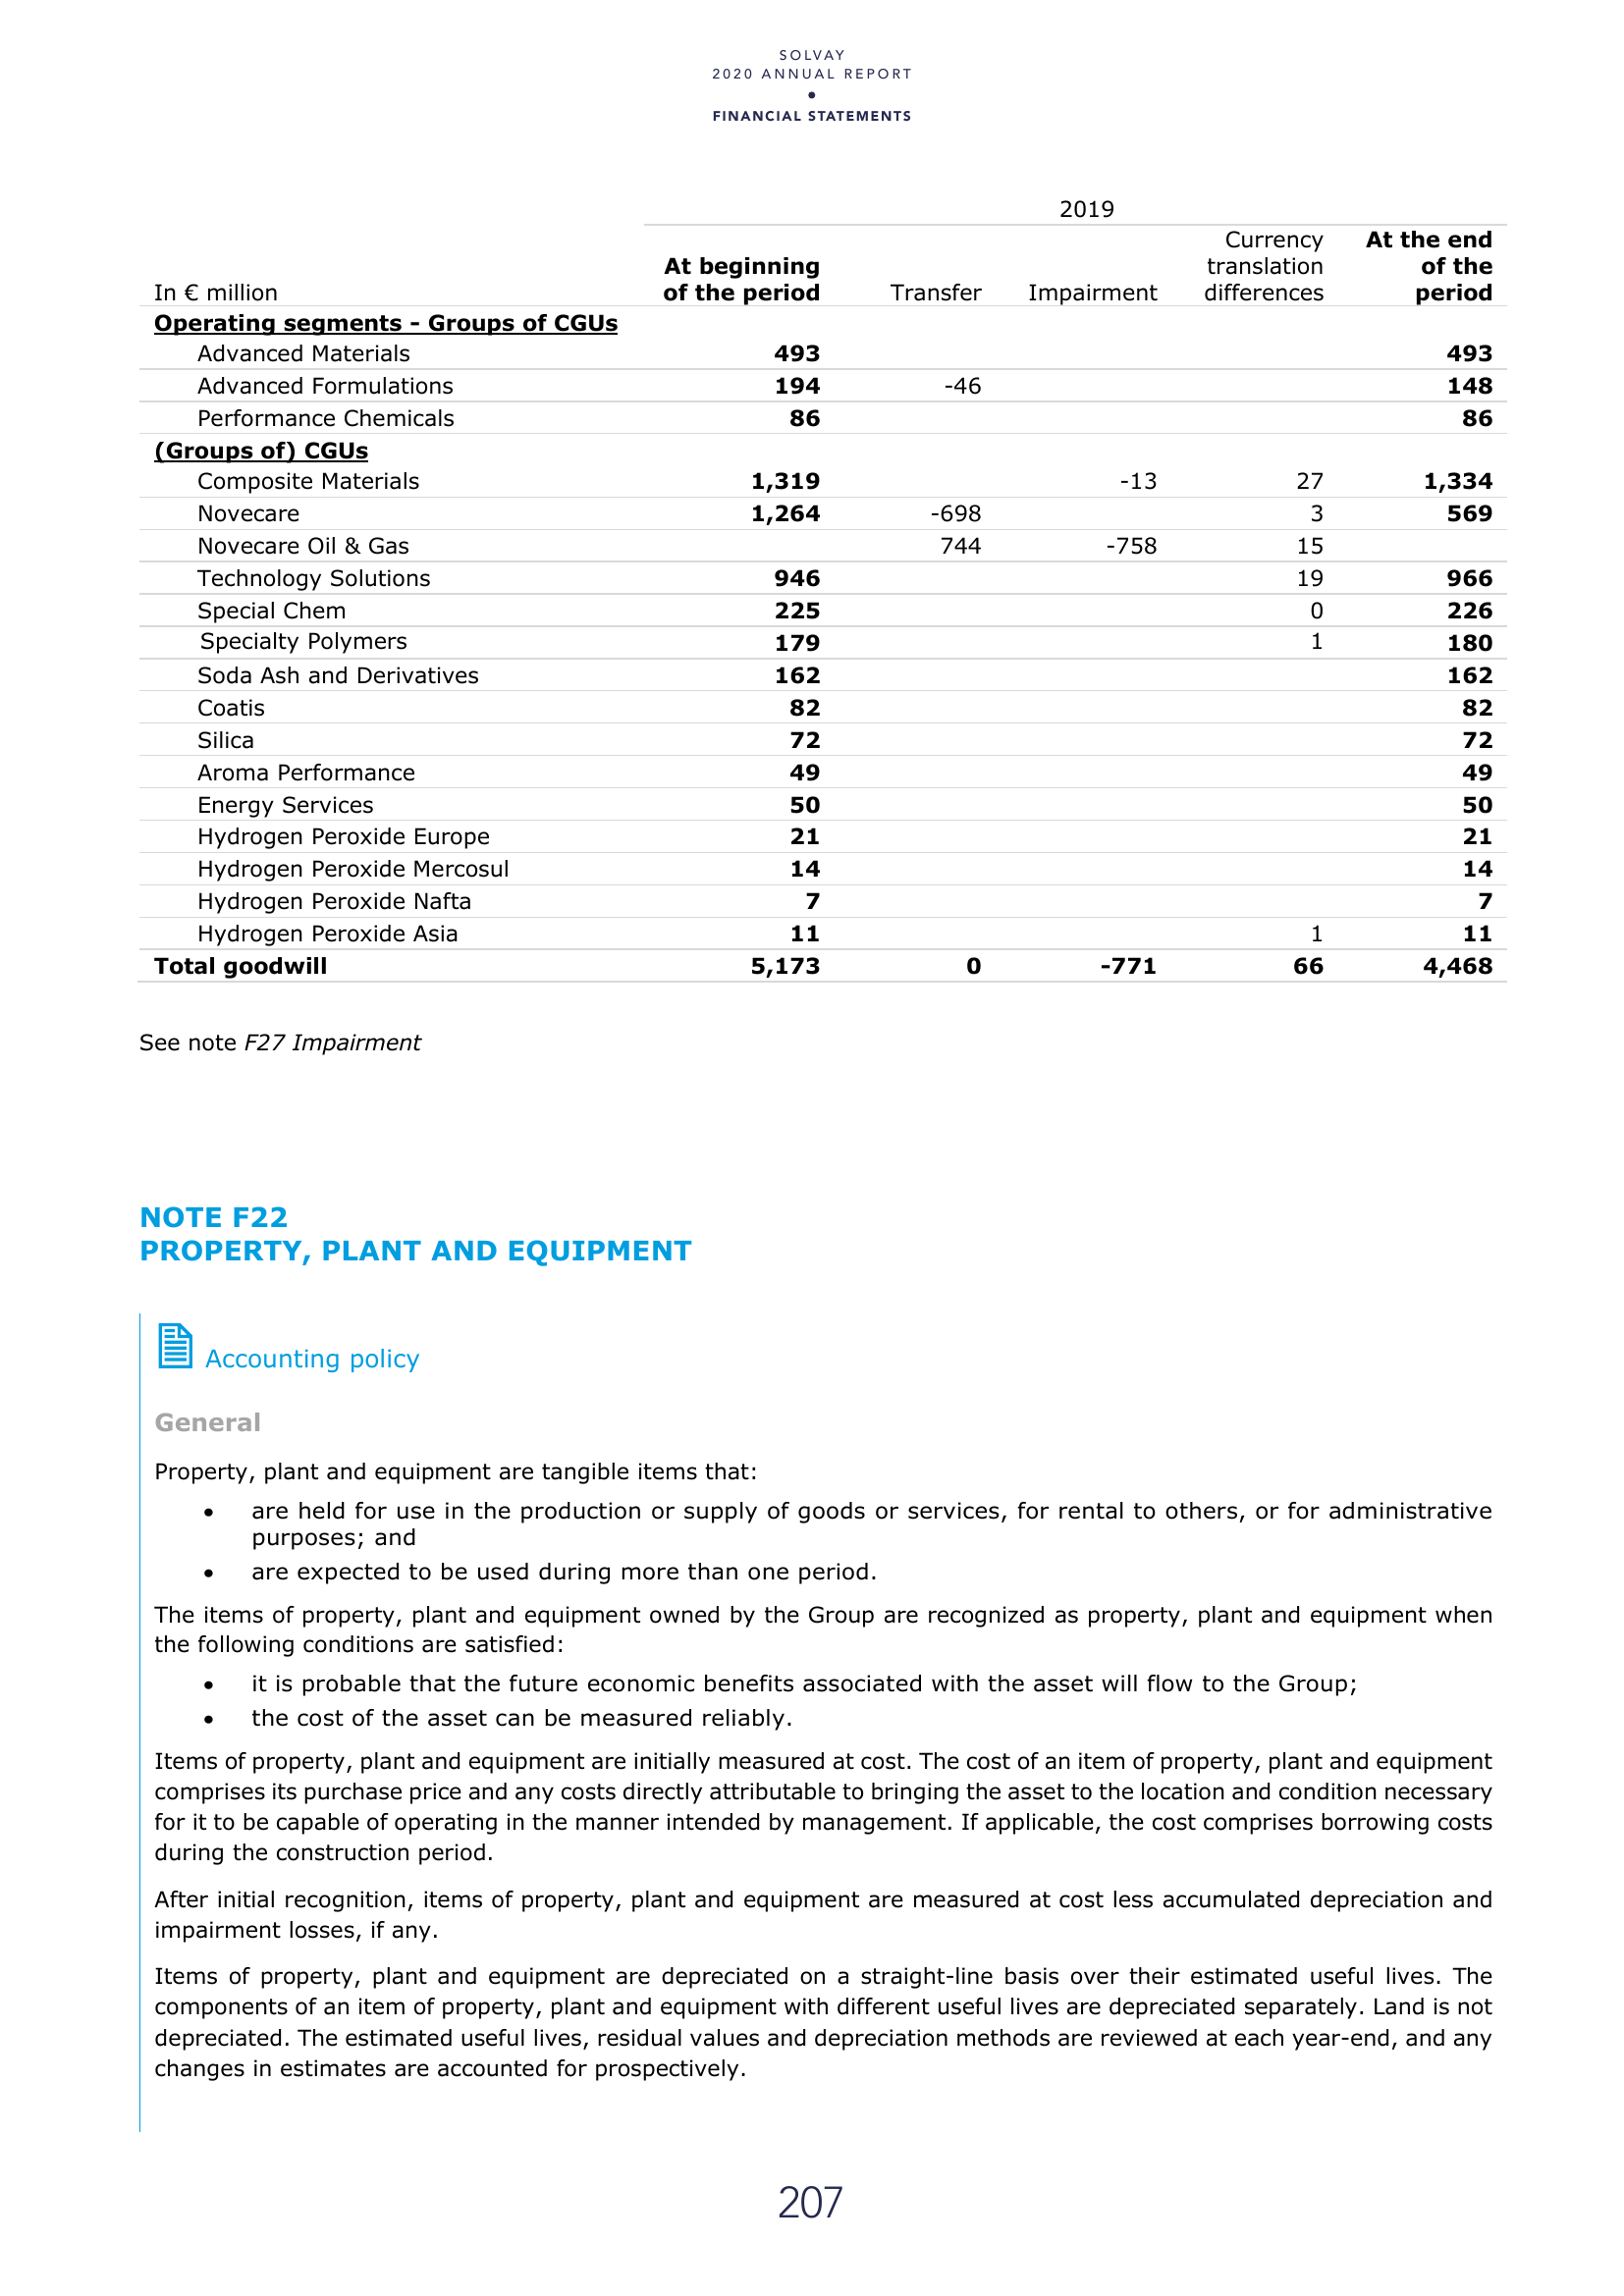 SOLVAY
2020 ANNUAL REPORT
•
FINANCIAL STATEMENTS
2019
In € million At beginning of the period Transfer Impairment Currency translation differences At the end of the period
Operating segments - Groups of CGUs
Advanced Materials 493 493
Advanced Formulations 194 -46 148
Performance Chemicals 86 86
(Groups of) CGUs
Composite Materials 1,319 -13 27 1,334
Novecare 1,264 -698 3 569
Novecare Oil & Gas 744 -758 15
Technology Solutions 946 19 966
Special Chem 225 0 226
Specialty Polymers 179 1 180
Soda Ash and Derivatives 162 162
Coatis 82 82
Silica 72 72
Aroma Performance 49 49
Energy Services 50 50
Hydrogen Peroxide Europe 21 21
Hydrogen Peroxide Mercosul 14 14
Hydrogen Peroxide Nafta 7 7
Hydrogen Peroxide Asia 11 1 11
Total goodwill 5,173 0 -771 66 4,468
See note F27 Impairment
NOTE F22
PROPERTY, PLANT AND EQUIPMENT
Accounting policy
General
Property, plant and equipment are tangible items that:
• are held for use in the production or supply of goods or services, for rental to others, or for administrative
purposes; and
• are expected to be used during more than one period.
The items of property, plant and equipment owned by the Group are recognized as property, plant and equipment when
the following conditions are satisfied:
• it is probable that the future economic benefits associated with the asset will flow to the Group;
• the cost of the asset can be measured reliably.
Items of property, plant and equipment are initially measured at cost. The cost of an item of property, plant and equipment
comprises its purchase price and any costs directly attributable to bringing the asset to the location and condition necessary
for it to be capable of operating in the manner intended by management. If applicable, the cost comprises borrowing costs
during the construction period.
After initial recognition, items of property, plant and equipment are measured at cost less accumulated depreciation and
impairment losses, if any.
Items of property, plant and equipment are depreciated on a straight-line basis over their estimated useful lives. The
components of an item of property, plant and equipment with different useful lives are depreciated separately. Land is not
depreciated. The estimated useful lives, residual values and depreciation methods are reviewed at each year-end, and any
changes in estimates are accounted for prospectively.
207